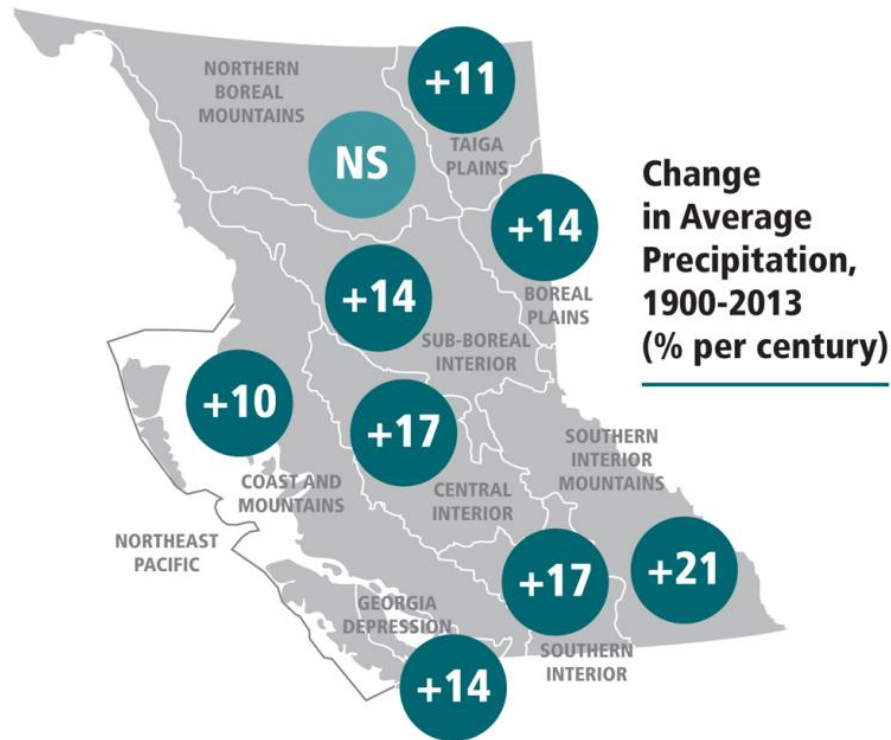 +11
NORTHERN
BOREAL
MOUNTAINS
TAIGA
PLAINS
NS
Change
in Average
Precipitation,
1900-2013
(% per century)
+14
BOREAL
PLAINS
+14
SUB-BOREAL
INTERIOR
+10
COAST AND
MOUNTAINS
+17
CENTRAL
INTERIOR
SOUTHERN
INTERIOR
MOUNTAINS
NORTHEAST
PACIFIC
+21
+17
SOUTHERN
INTERIOR
GEORGIA
DEPRESSION
+14